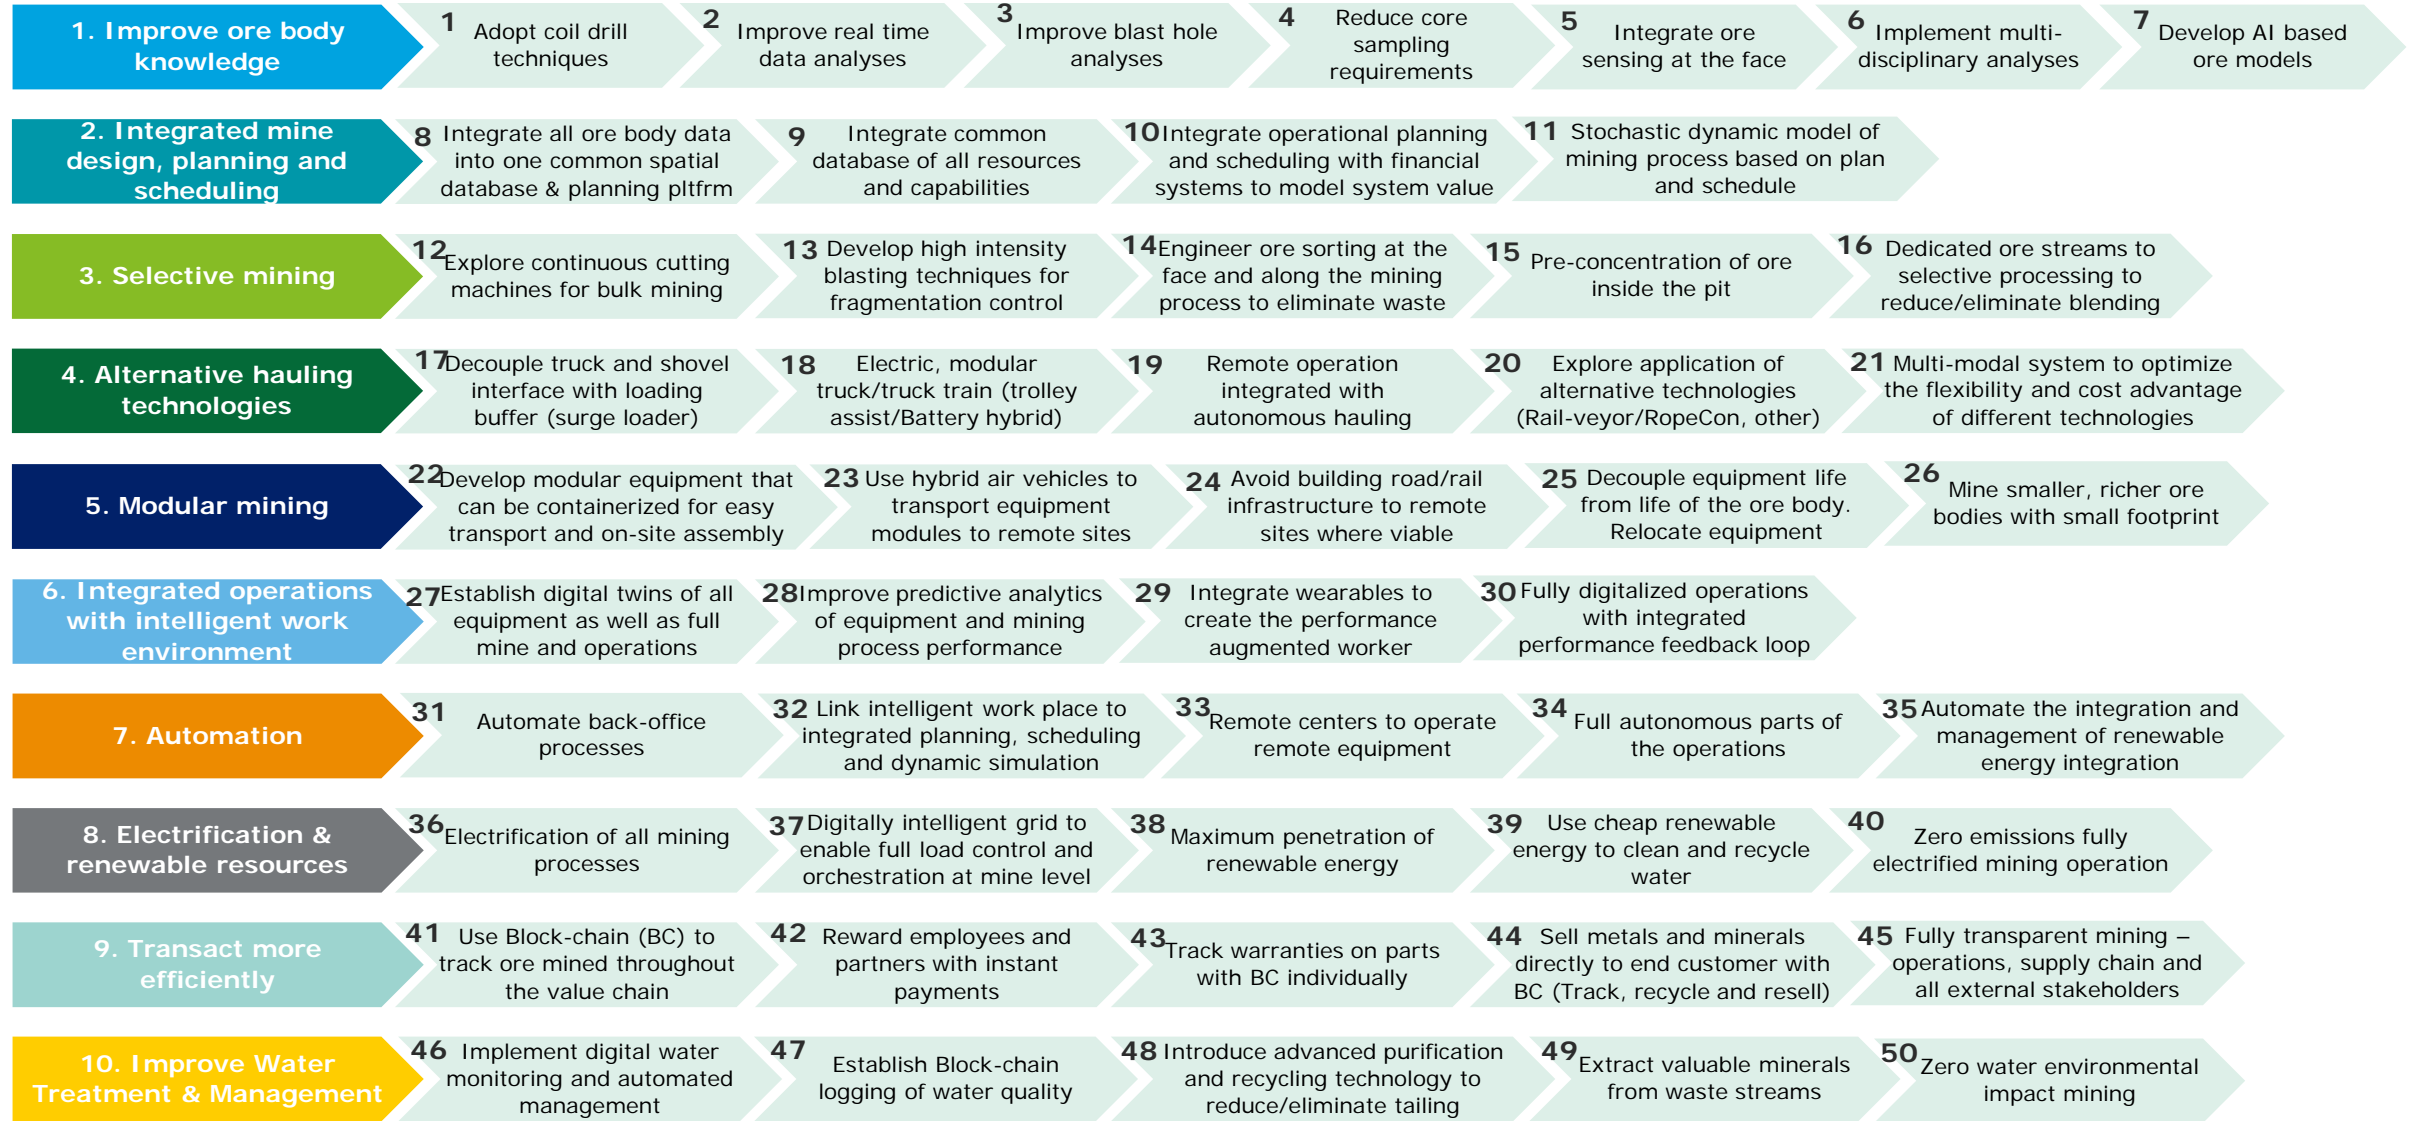 1. Improve ore body
knowledge
1
Adopt coil drill
techniques
2
Improve real time
data analyses
3
Improve blast hole
analyses
4
Reduce core
sampling
requirements
5
Integrate ore
sensing at the face
6
Implement multi-
disciplinary analyses
7
Develop AI based
ore models
2. Integrated mine
design, planning and
scheduling
8
Integrate all ore body data
into one common spatial
database & planning pltfrm
9
Integrate common
database of all resources
and capabilities
10
Integrate operational planning
and scheduling with financial
systems to model system value
11
Stochastic dynamic model of
mining process based on plan
and schedule
3. Selective mining
12
Explore continuous cutting
machines for bulk mining
13
Develop high intensity
blasting techniques for
fragmentation control
14
Engineer ore sorting at the
face and along the mining
process to eliminate waste
15
Pre-concentration of ore
inside the pit
16
Dedicated ore streams to
selective processing to
reduce/eliminate blending
4. Alternative hauling
technologies
17
Decouple truck and shovel
interface with loading
buffer (surge loader)
18
Electric, modular
truck/truck train (trolley
assist/Battery hybrid)
19
Remote operation
integrated with
autonomous hauling
20
Explore application of
alternative technologies
(Rail-veyor/RopeCon, other)
21
Multi-modal system to optimize
the flexibility and cost advantage
of different technologies
5. Modular mining
22
Develop modular equipment that
can be containerized for easy
transport and on-site assembly
23
Use hybrid air vehicles to
transport equipment
modules to remote sites
24
Avoid building road/rail
infrastructure to remote
sites where viable
25
Decouple equipment life
from life of the ore body.
Relocate equipment
26
Mine smaller, richer ore
bodies with small footprint
6. Integrated operations
with intelligent work
environment
27
Establish digital twins of all
equipment as well as full
mine and operations
28
Improve predictive analytics
of equipment and mining
process performance
29
Integrate wearables to
create the performance
augmented worker
30
Fully digitalized operations
with integrated
performance feedback loop
7. Automation
31
Automate back-office
processes
32
Link intelligent work place to
integrated planning, scheduling
and dynamic simulation
33
Remote centers to operate
remote equipment
34
Full autonomous parts of
the operations
35
Automate the integration and
management of renewable
energy integration
8. Electrification &
renewable resources
36
Electrification of all mining
processes
37
Digitally intelligent grid to
enable full load control and
orchestration at mine level
38
Maximum penetration of
renewable energy
39
Use cheap renewable
energy to clean and recycle
water
40
Zero emissions fully
electrified mining operation
9. Transact more
efficiently
41
Use Block-chain (BC) to
track ore mined throughout
the value chain
42
Reward employees and
partners with instant
payments
43
Track warranties on parts
with BC individually
44
Sell metals and minerals
directly to end customer with
BC (Track, recycle and resell)
45
Fully transparent mining –
operations, supply chain and
all external stakeholders
10. Improve Water
Treatment & Management
46
Implement digital water
monitoring and automated
management
47
Establish Block-chain
logging of water quality
48
Introduce advanced purification
and recycling technology to
reduce/eliminate tailing
49
Extract valuable minerals
from waste streams
50
Zero water environmental
impact mining